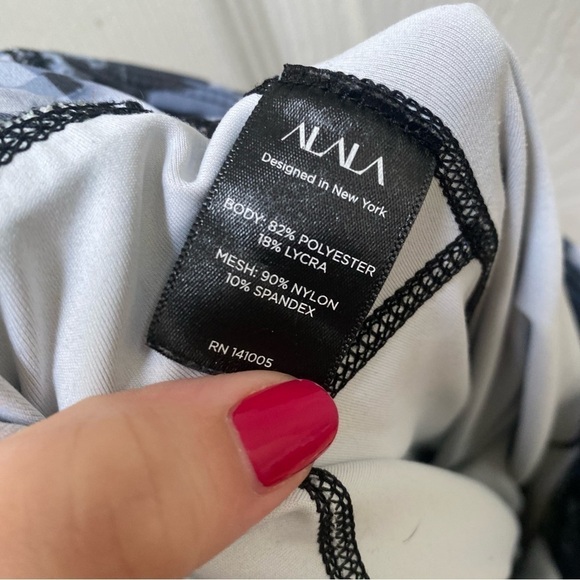 ALALA
Designed in New York
BODY: 82% POLYESTER
18% LYCRA
MESH: 90% NYLON
10% SPANDEX
RN 141005